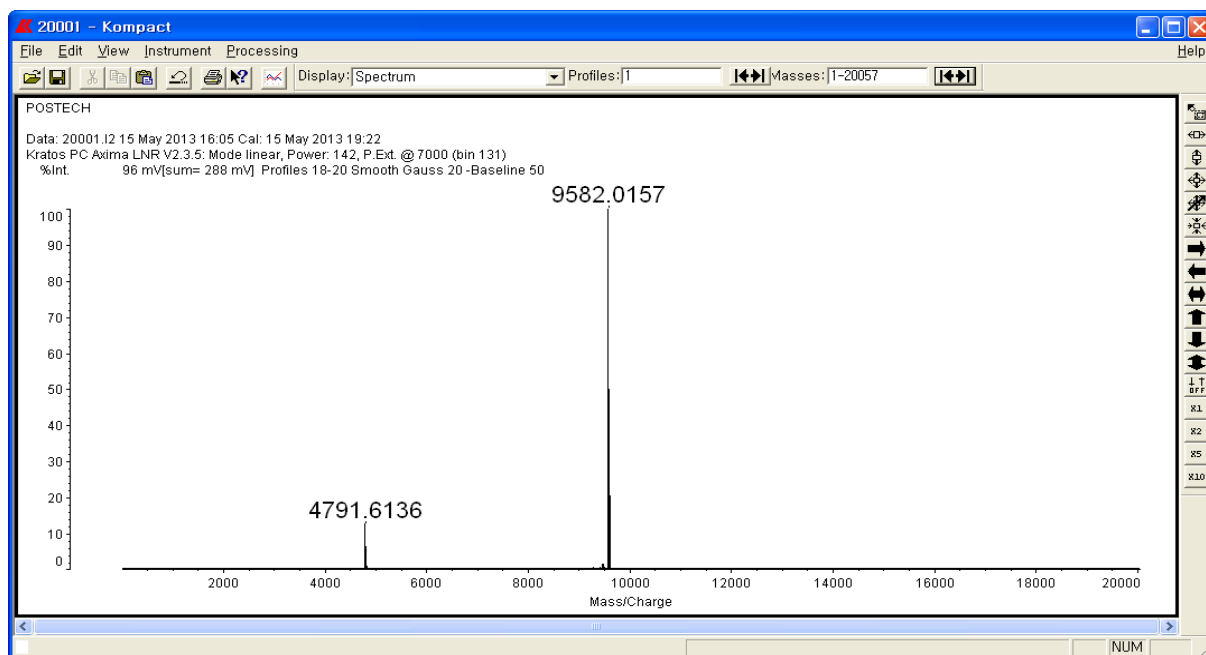 20001 - Kompact
File Edit View Instrument Processing Help
Display: Spectrum Profiles: 1 Masses: 1-20057
POSTECH
Data: 20001.I2 15 May 2013 16:05 Cal: 15 May 2013 19:22
Kratos PC Axima LNR V2.3.5: Mode linear, Power: 142, P.Ext. @ 7000 (bin 131)
%Int. 96 mV[sum= 288 mV] Profiles 18-20 Smooth Gauss 20 -Baseline 50
9582.0157
100
90
80
70
60
50
40
30
20
4791.6136
10
0
2000 4000 6000 8000 10000 12000 14000 16000 18000 20000
Mass/Charge
OFF
X1
X2
X5
X10
NUM